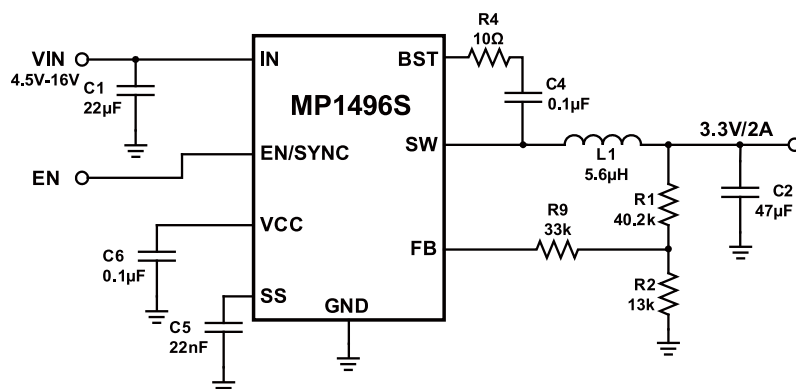 VIN
4.5V-16V
C1
22µF
EN
IN
MP1496S
EN/SYNC
VCC
SS
GND
BST
SW
FB
C6
0.1µF
C5
22nF
R4
10Ω
C4
0.1µF
L1
5.6µH
3.3V/2A
R1
40.2k
C2
47µF
R9
33k
R2
13k